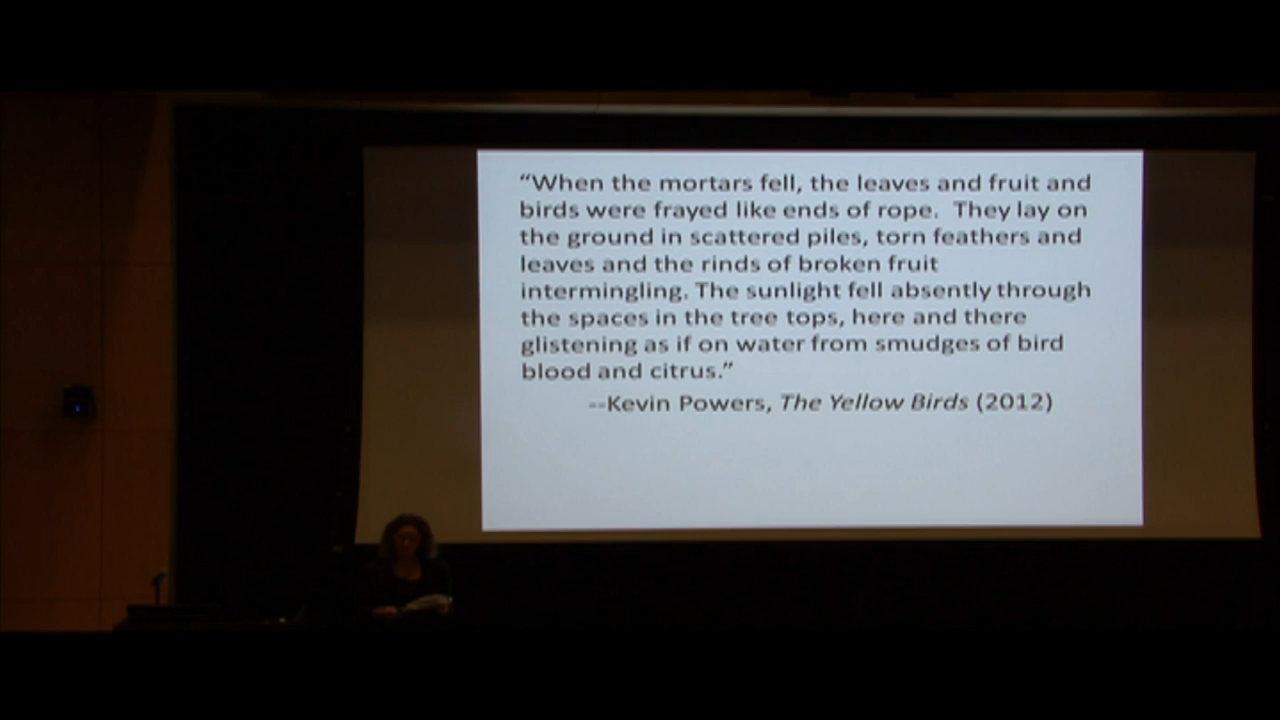 “When the mortars fell, the leaves and fruit and
birds were frayed like ends of rope.  They lay on
the ground in scattered piles, torn feathers and
leaves and the rinds of broken fruit
intermingling. The sunlight fell absently through
the spaces in the tree tops, here and there
glistening as if on water from smudges of bird
blood and citrus.”
--Kevin Powers, The Yellow Birds (2012)